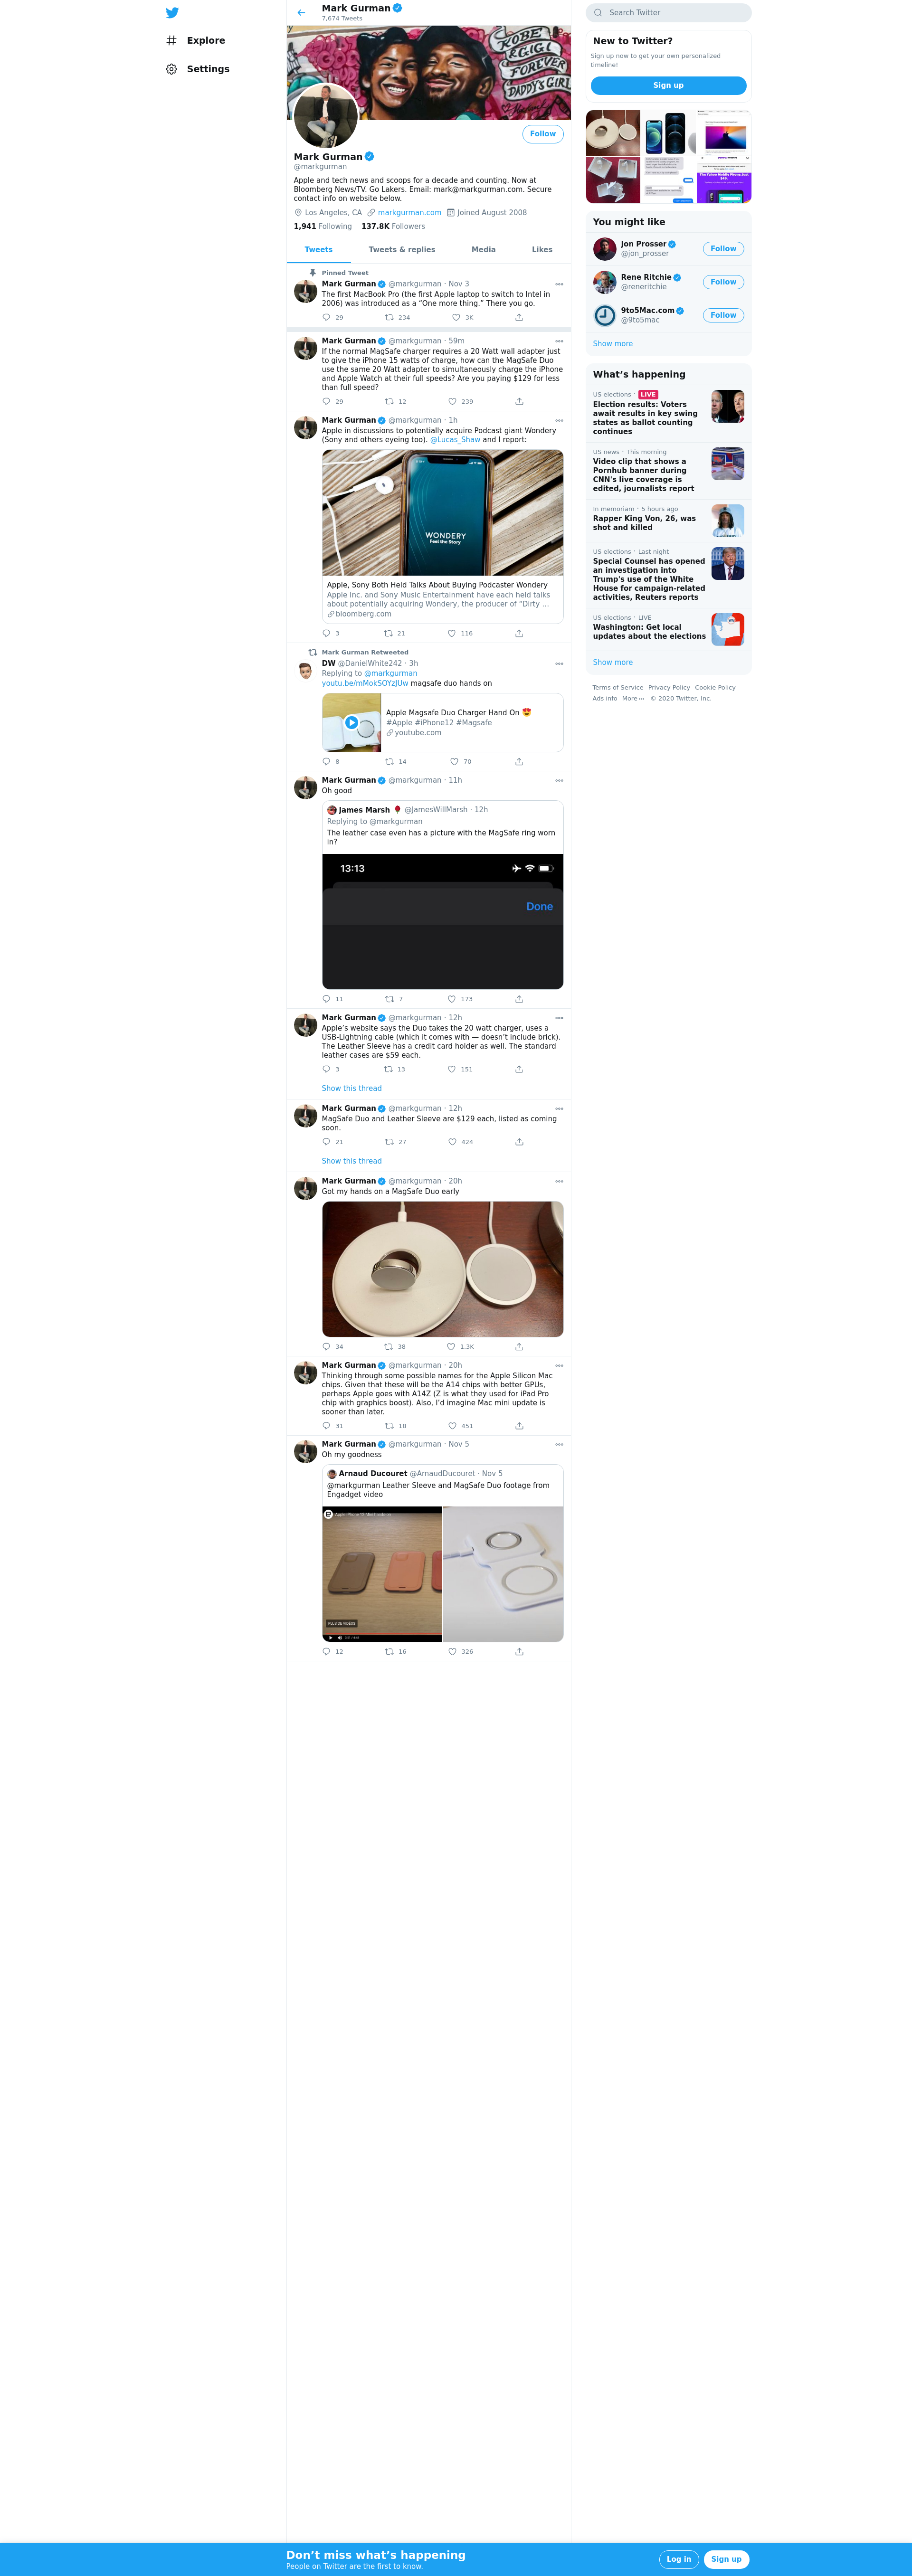 Explore
Settings
Mark Gurman
7,674 Tweets
KOBE
GIGI
FOREVER
DADDY'S GIRL
Follow
Mark Gurman
@markgurman
Apple and tech news and scoops for a decade and counting. Now at
Bloomberg News/TV. Go Lakers. Email: mark@markgurman.com. Secure
contact info on website below.
Los Angeles, CA markgurman.com Joined August 2008
1,941 Following 137.8K Followers
Tweets Tweets & replies Media Likes
Pinned Tweet
Mark Gurman @markgurman · Nov 3
The first MacBook Pro (the first Apple laptop to switch to Intel in
2006) was introduced as a “One more thing.” There you go.
29 234 3K
Mark Gurman @markgurman · 59m
If the normal MagSafe charger requires a 20 Watt wall adapter just
to give the iPhone 15 watts of charge, how can the MagSafe Duo
use the same 20 Watt adapter to simultaneously charge the iPhone
and Apple Watch at their full speeds? Are you paying $129 for less
than full speed?
29 12 239
Mark Gurman @markgurman · 1h
Apple in discussions to potentially acquire Podcast giant Wondery
(Sony and others eyeing too). @Lucas_Shaw and I report:
WONDERY
Feel the Story
Apple, Sony Both Held Talks About Buying Podcaster Wondery
Apple Inc. and Sony Music Entertainment have each held talks
about potentially acquiring Wondery, the producer of “Dirty ...
bloomberg.com
3 21 116
Mark Gurman Retweeted
DW @DanielWhite242 · 3h
Replying to @markgurman
youtu.be/mMokSOYzJUw magsafe duo hands on
Apple Magsafe Duo Charger Hand On 😍
#Apple #iPhone12 #Magsafe
youtube.com
8 14 70
Mark Gurman @markgurman · 11h
Oh good
James Marsh 🌹 @JamesWillMarsh · 12h
Replying to @markgurman
The leather case even has a picture with the MagSafe ring worn
in?
13:13
Done
11 7 173
Mark Gurman @markgurman · 12h
Apple’s website says the Duo takes the 20 watt charger, uses a
USB-Lightning cable (which it comes with — doesn’t include brick).
The Leather Sleeve has a credit card holder as well. The standard
leather cases are $59 each.
3 13 151
Show this thread
Mark Gurman @markgurman · 12h
MagSafe Duo and Leather Sleeve are $129 each, listed as coming
soon.
21 27 424
Show this thread
Mark Gurman @markgurman · 20h
Got my hands on a MagSafe Duo early
34 38 1.3K
Mark Gurman @markgurman · 20h
Thinking through some possible names for the Apple Silicon Mac
chips. Given that these will be the A14 chips with better GPUs,
perhaps Apple goes with A14Z (Z is what they used for iPad Pro
chip with graphics boost). Also, I’d imagine Mac mini update is
sooner than later.
31 18 451
Mark Gurman @markgurman · Nov 5
Oh my goodness
Arnaud Ducouret @ArnaudDucouret · Nov 5
@markgurman Leather Sleeve and MagSafe Duo footage from
Engadget video
PLUS DE VIDÉOS
12 16 326
Search Twitter
New to Twitter?
Sign up now to get your own personalized
timeline!
Sign up
You might like
Jon Prosser
@jon_prosser
Follow
Rene Ritchie
@reneritchie
Follow
9to5Mac.com
@9to5mac
Follow
Show more
What’s happening
US elections · LIVE
Election results: Voters
await results in key swing
states as ballot counting
continues
US news · This morning
Video clip that shows a
Pornhub banner during
CNN's live coverage is
edited, journalists report
In memoriam · 5 hours ago
Rapper King Von, 26, was
shot and killed
US elections · Last night
Special Counsel has opened
an investigation into
Trump's use of the White
House for campaign-related
activities, Reuters reports
US elections · LIVE
Washington: Get local
updates about the elections
Show more
Terms of Service Privacy Policy Cookie Policy
Ads info More © 2020 Twitter, Inc.
Don’t miss what’s happening
People on Twitter are the first to know.
Log in
Sign up